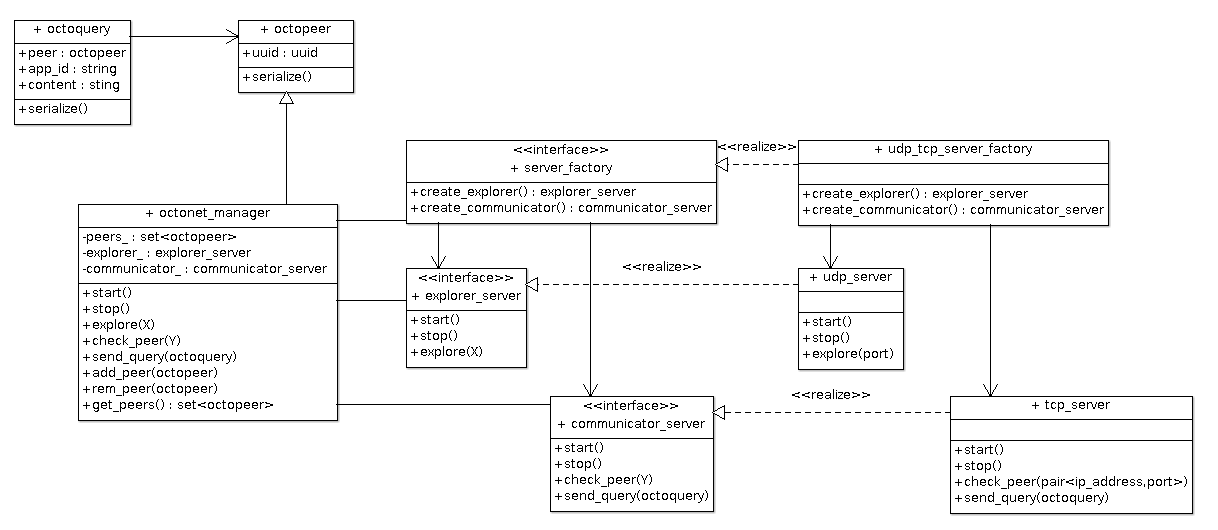 + octoquery
+peer : octopeer
+app_id : string
+content : sting
+serialize()
+ octopeer
+uuid : uuid
+serialize()
<<interface>>
+ server_factory
+create_explorer() : explorer_server
+create_communicator() : communicator_server
<<realize>>
+ udp_tcp_server_factory
+create_explorer() : explorer_server
+create_communicator() : communicator_server
+ octonet_manager
-peers_ : set<octopeer>
-explorer_ : explorer_server
-communicator_ : communicator_server
+start()
+stop()
+explore(X)
+check_peer(Y)
+send_query(octoquery)
+add_peer(octopeer)
+rem_peer(octopeer)
+get_peers() : set<octopeer>
<<interface>>
+ explorer_server
+start()
+stop()
+explore(X)
<<realize>>
+ udp_server
+start()
+stop()
+explore(port)
<<interface>>
+ communicator_server
+start()
+stop()
+check_peer(Y)
+send_query(octoquery)
<<realize>>
+ tcp_server
+start()
+stop()
+check_peer(pair<ip_address,port>)
+send_query(octoquery)